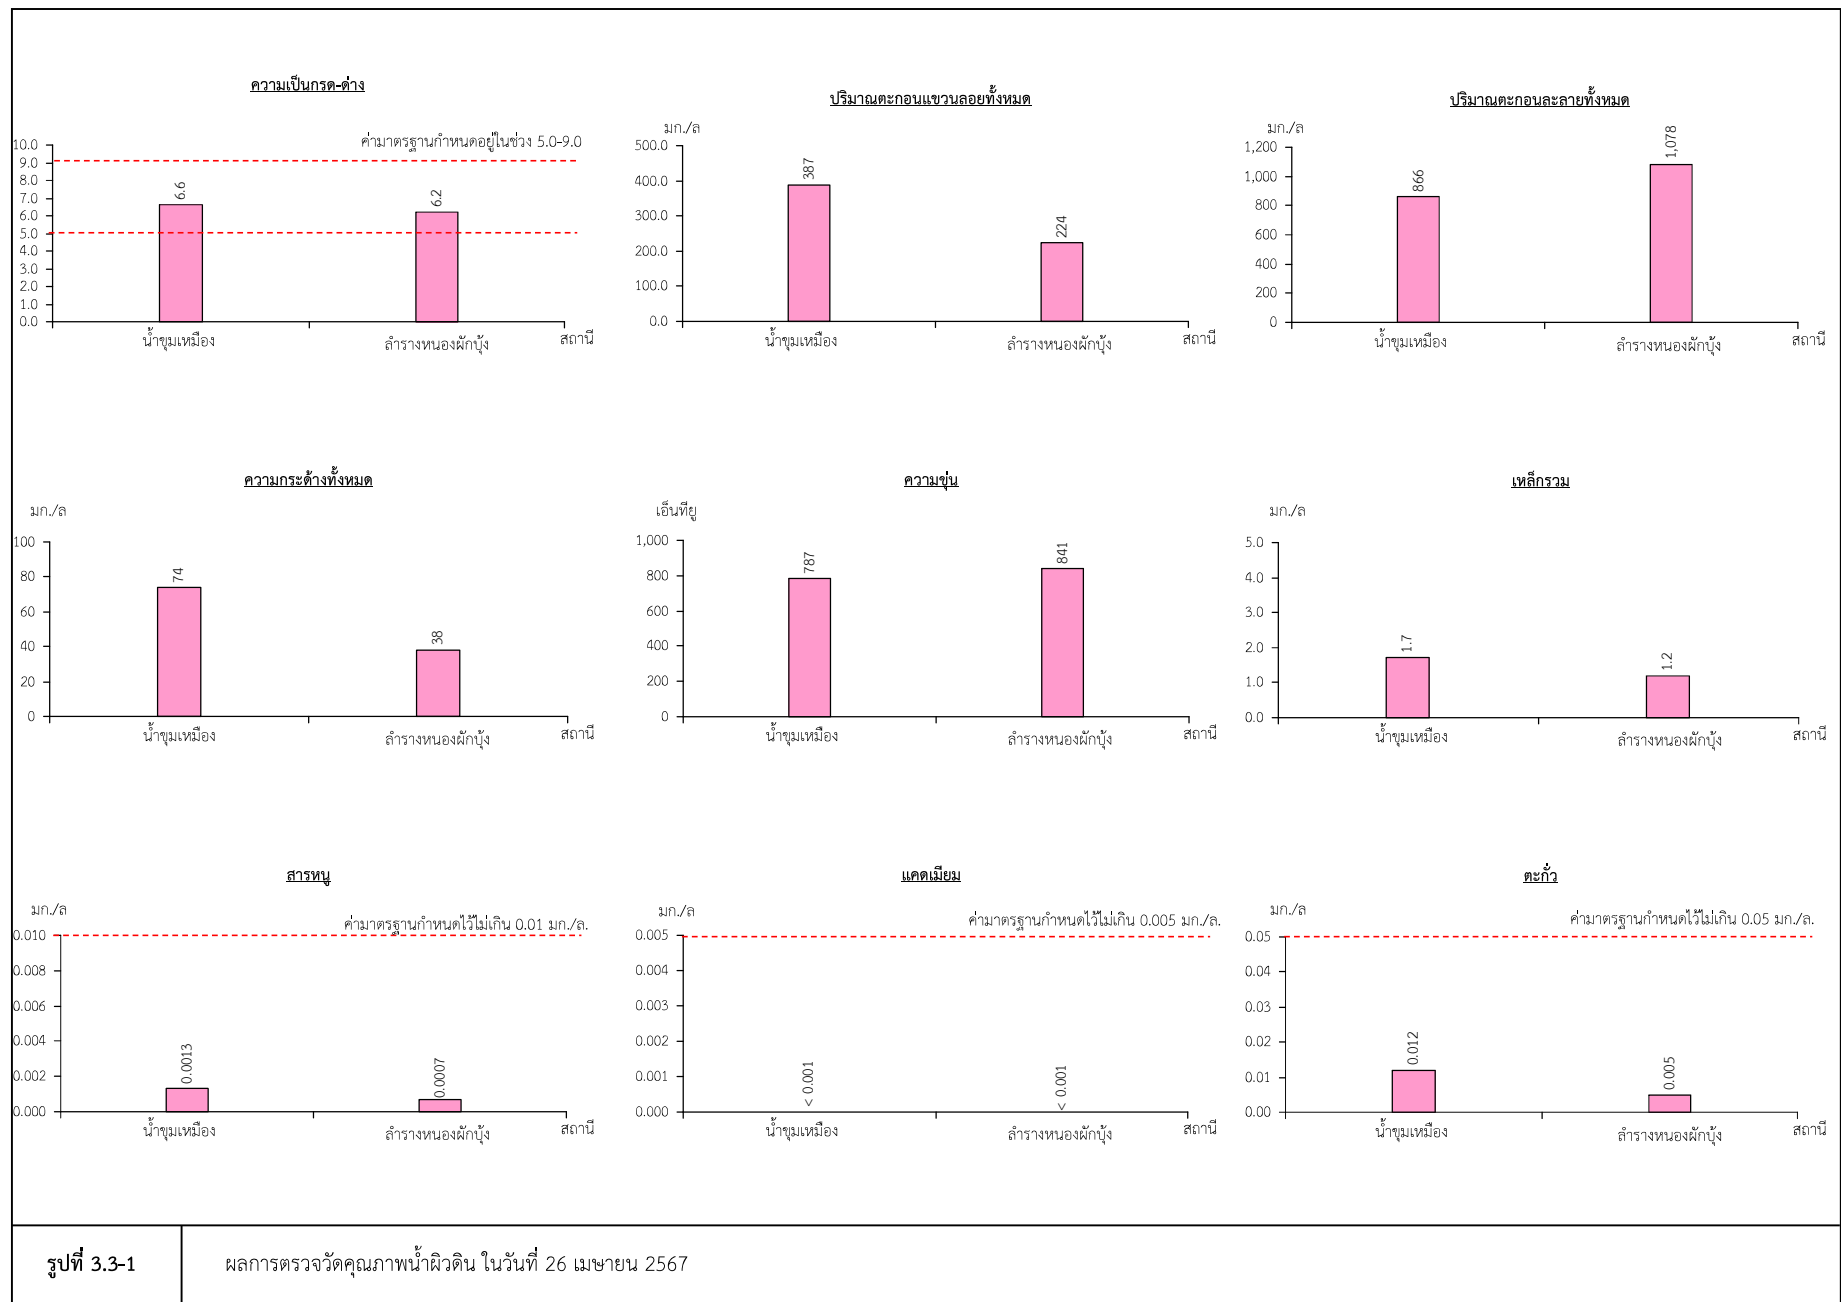 ความเป็นกรด-ด่าง
ค่ามาตรฐานกำหนดอยู่ในช่วง 5.0-9.0
10.0
9.0
8.0
7.0
6.0
5.0
4.0
3.0
2.0
1.0
0.0
6.6
6.2
น้ำขุมเหมือง
ลำรางหนองผักบุ้ง
สถานี
ปริมาณตะกอนแขวนลอยทั้งหมด
มก./ล
500.0
400.0
300.0
200.0
100.0
0.0
387
224
น้ำขุมเหมือง
ลำรางหนองผักบุ้ง
สถานี
ปริมาณตะกอนละลายทั้งหมด
มก./ล
1,200
1,000
800
600
400
200
0
866
1,078
น้ำขุมเหมือง
ลำรางหนองผักบุ้ง
สถานี
ความกระด้างทั้งหมด
มก./ล
100
80
60
40
20
0
74
38
น้ำขุมเหมือง
ลำรางหนองผักบุ้ง
สถานี
ความขุ่น
เอ็นทียู
1,000
800
600
400
200
0
787
841
น้ำขุมเหมือง
ลำรางหนองผักบุ้ง
สถานี
เหล็กรวม
มก./ล
5.0
4.0
3.0
2.0
1.0
0.0
1.7
1.2
น้ำขุมเหมือง
ลำรางหนองผักบุ้ง
สถานี
สารหนู
มก./ล
ค่ามาตรฐานกำหนดไว้ไม่เกิน 0.01 มก./ล.
0.010
0.008
0.006
0.004
0.002
0.000
0.0013
0.0007
น้ำขุมเหมือง
ลำรางหนองผักบุ้ง
สถานี
แคดเมียม
มก./ล
ค่ามาตรฐานกำหนดไว้ไม่เกิน 0.005 มก./ล.
0.005
0.004
0.003
0.002
0.001
0.000
< 0.001
< 0.001
น้ำขุมเหมือง
ลำรางหนองผักบุ้ง
สถานี
ตะกั่ว
มก./ล
ค่ามาตรฐานกำหนดไว้ไม่เกิน 0.05 มก./ล.
0.05
0.04
0.03
0.02
0.01
0.00
0.012
0.005
น้ำขุมเหมือง
ลำรางหนองผักบุ้ง
สถานี
รูปที่ 3.3-1
ผลการตรวจวัดคุณภาพน้ำผิวดิน ในวันที่ 26 เมษายน 2567